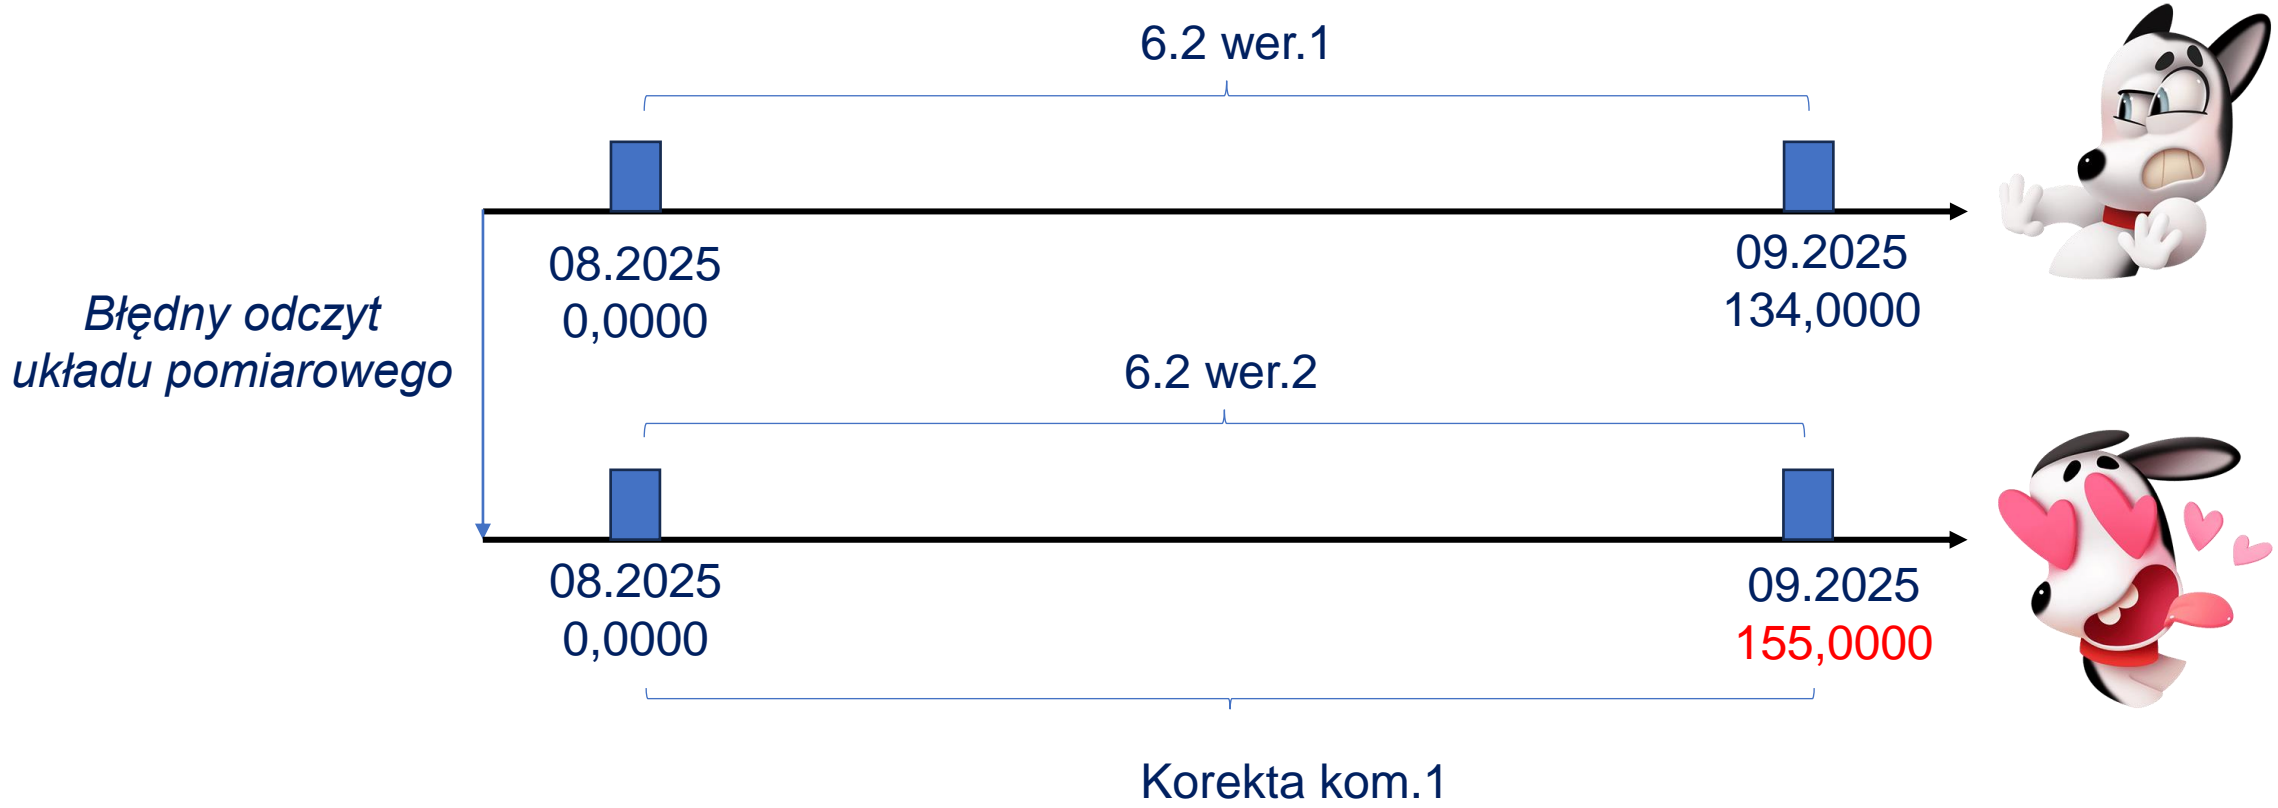 6.2 wer.1
08.2025
0,0000
09.2025
134,0000
Błędny odczyt
układu pomiarowego
6.2 wer.2
08.2025
0,0000
09.2025
155,0000
Korekta kom.1